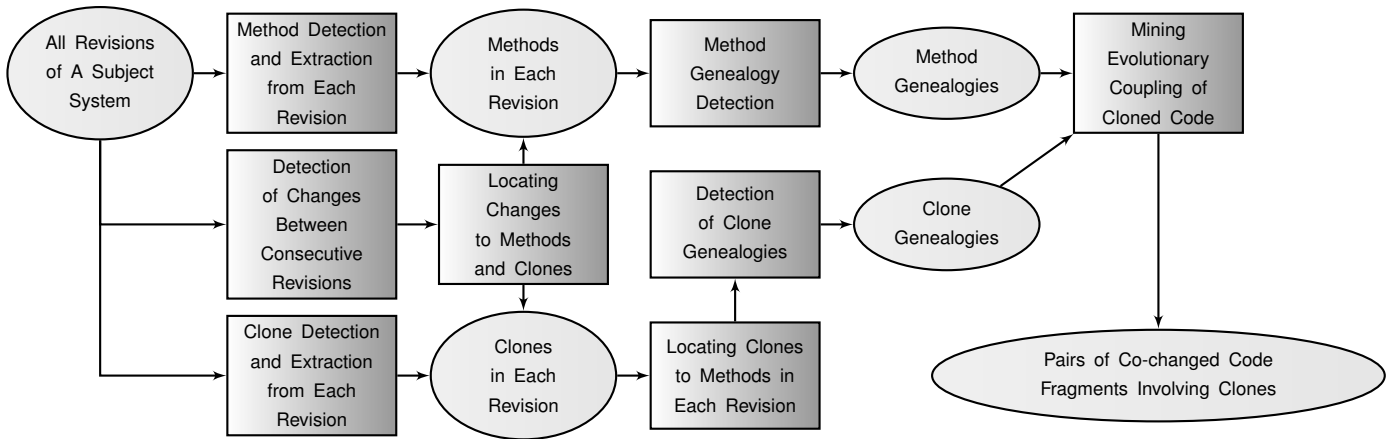 All Revisions
of A Subject
System
Method Detection
and Extraction
from Each
Revision
Methods
in Each
Revision
Method
Genealogy
Detection
Method
Genealogies
Mining
Evolutionary
Coupling of
Cloned Code
Detection
of Changes
Between
Consecutive
Revisions
Locating
Changes
to Methods
and Clones
Detection
of Clone
Genealogies
Clone
Genealogies
Clone Detection
and Extraction
from Each
Revision
Clones
in Each
Revision
Locating Clones
to Methods in
Each Revision
Pairs of Co-changed Code
Fragments Involving Clones